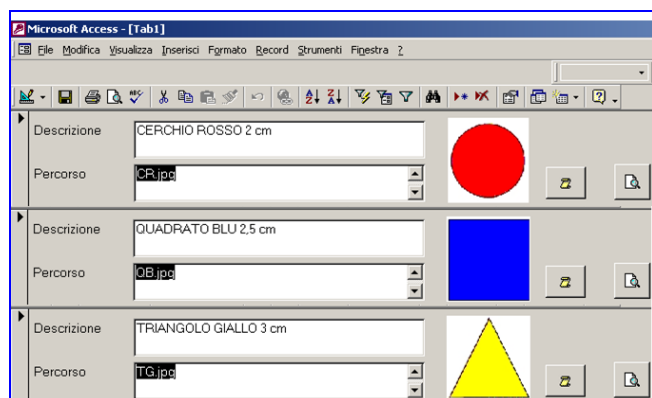 Microsoft Access - [Tab1]
File Modifica Visualizza Inserisci Formato Record Strumenti Finestra ?
Descrizione CERCHIO ROSSO 2 cm
Percorso CR.jpg
Descrizione QUADRATO BLU 2,5 cm
Percorso QB.jpg
Descrizione TRIANGOLO GIALLO 3 cm
Percorso TG.jpg